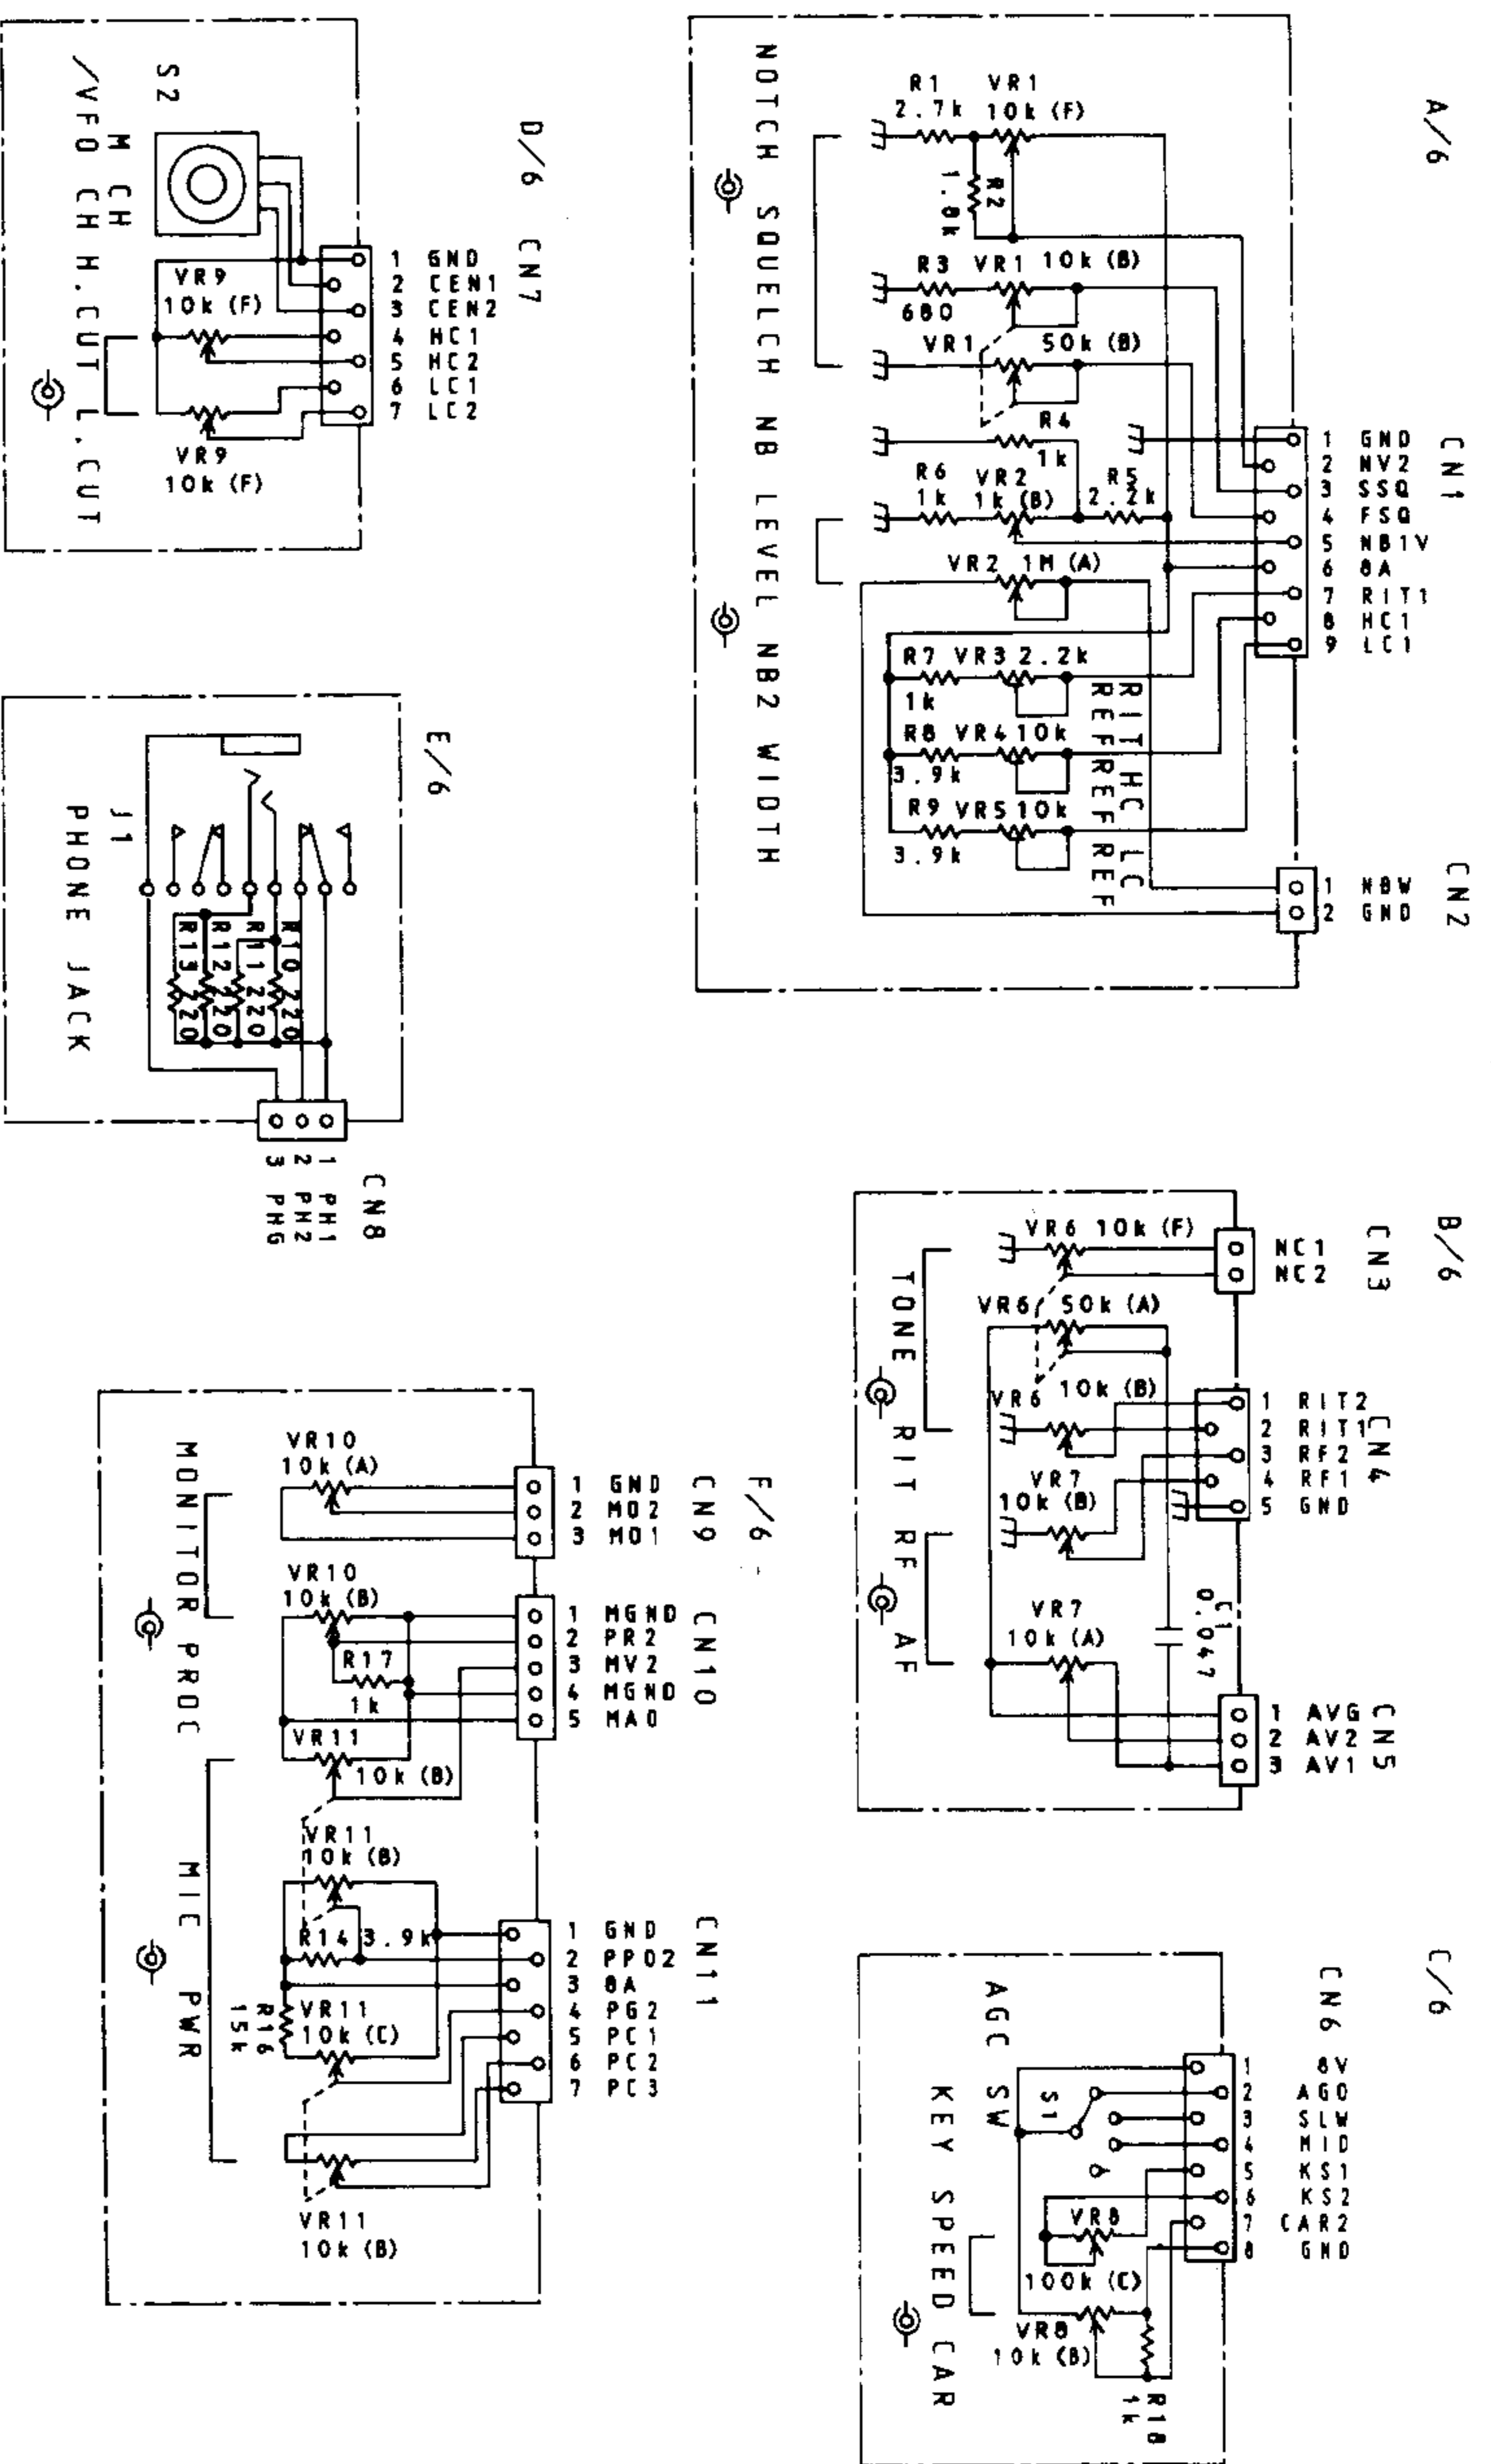 A/6
CN1
R1 VR1
2.7k 10k (F)
R2
1.8k
R3 VR1 10k (B)
680
VR1 50k (B)
R4
1k
R6 VR2 R5
1k 1k (B) 2.2k
VR2 1M (A)
R7 VR3 2.2k
1k
R8 VR4 10k
3.9k
R9 VR5 10k
3.9k
RIT HC LC
REF REF REF
1 GND
2 NV2
3 SSQ
4 FSQ
5 NB1V
6 8A
7 RIT1
8 HC1
9 LC1
CN2
1 NBW
2 GND
NOTCH SQUELCH NB LEVEL NB2 WIDTH
D/6
CN7
S2
M CH
/VFO CH H.CUT L.CUT
VR9
10k (F)
VR9
10k (F)
1 GND
2 CEN1
3 CEN2
4 HC1
5 HC2
6 LC1
7 LC2
E/6
J1
PHONE JACK
R10 220
R11 220
R12 220
R13 220
CN8
1 PH1
2 PH2
3 PHG
B/6
CN3
NC1
NC2
VR6 10k (F)
VR6 50k (A)
VR6 10k (B)
VR7
10k (B)
VR7
10k (A)
C1
0.047
CN4
1 RIT2
2 RIT1
3 RF2
4 RF1
5 GND
CN5
1 AVG
2 AV2
3 AV1
TONE RIT RF AF
F/6
CN9
VR10
10k (A)
1 GND
2 MO2
3 MO1
CN10
VR10
10k (B)
R17
1k
VR11
10k (B)
1 MGND
2 PR2
3 MV2
4 MGND
5 MAO
CN11
VR11
10k (B)
R14 3.9k
R16
15k
VR11
10k (C)
VR11
10k (B)
1 GND
2 PPO2
3 8A
4 PG2
5 PC1
6 PC2
7 PC3
MONITOR PROC MIC PWR
C/6
CN6
AGC SW
KEY SPEED CAR
S1
1 8V
2 AGO
3 SLW
4 MID
5 KS1
6 KS2
7 CAR2
8 GND
VR8
100k (C)
VR8
10k (B)
R18
1k